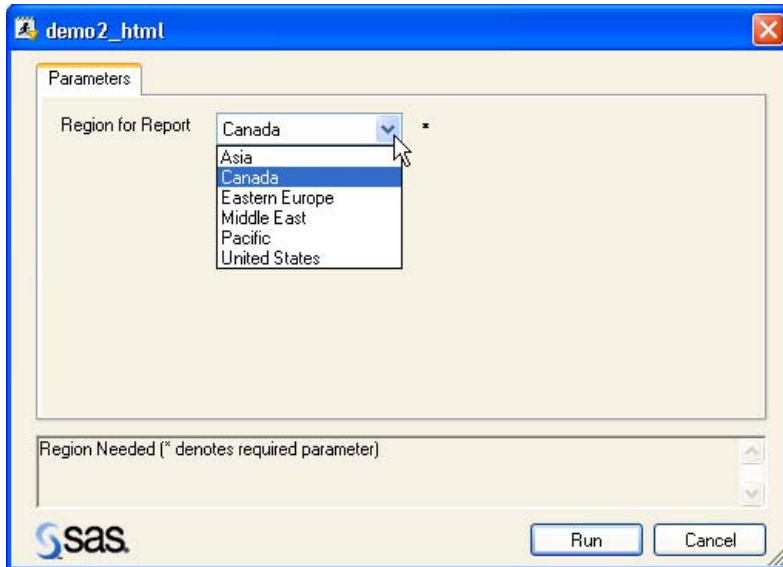 demo2_html
Parameters
Region for Report
Canada
*
Asia
Canada
Eastern Europe
Middle East
Pacific
United States
Region Needed (* denotes required parameter)
sas.
Run
Cancel